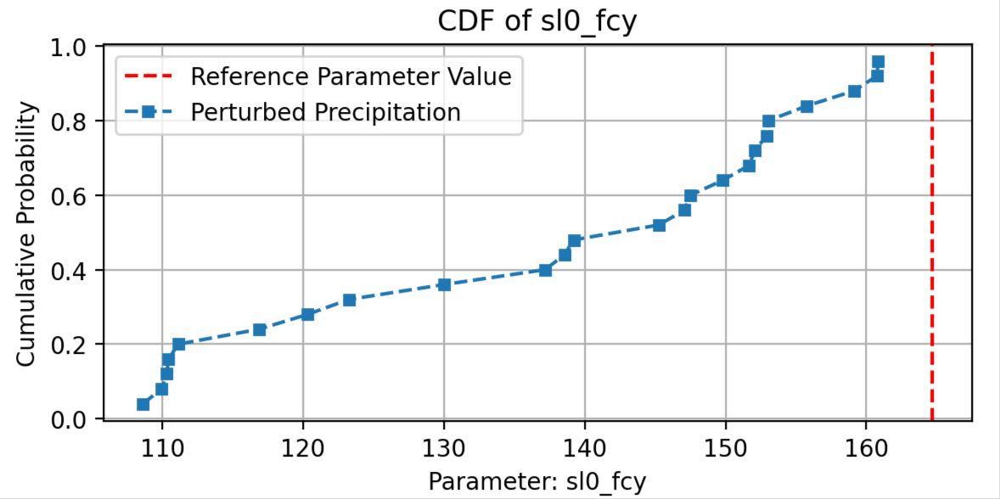 CDF of sl0_fcy
1.0
0.8
0.6
0.4
0.2
0.0
Cumulative Probability
Reference Parameter Value
Perturbed Precipitation
110 120 130 140 150 160
Parameter: sl0_fcy